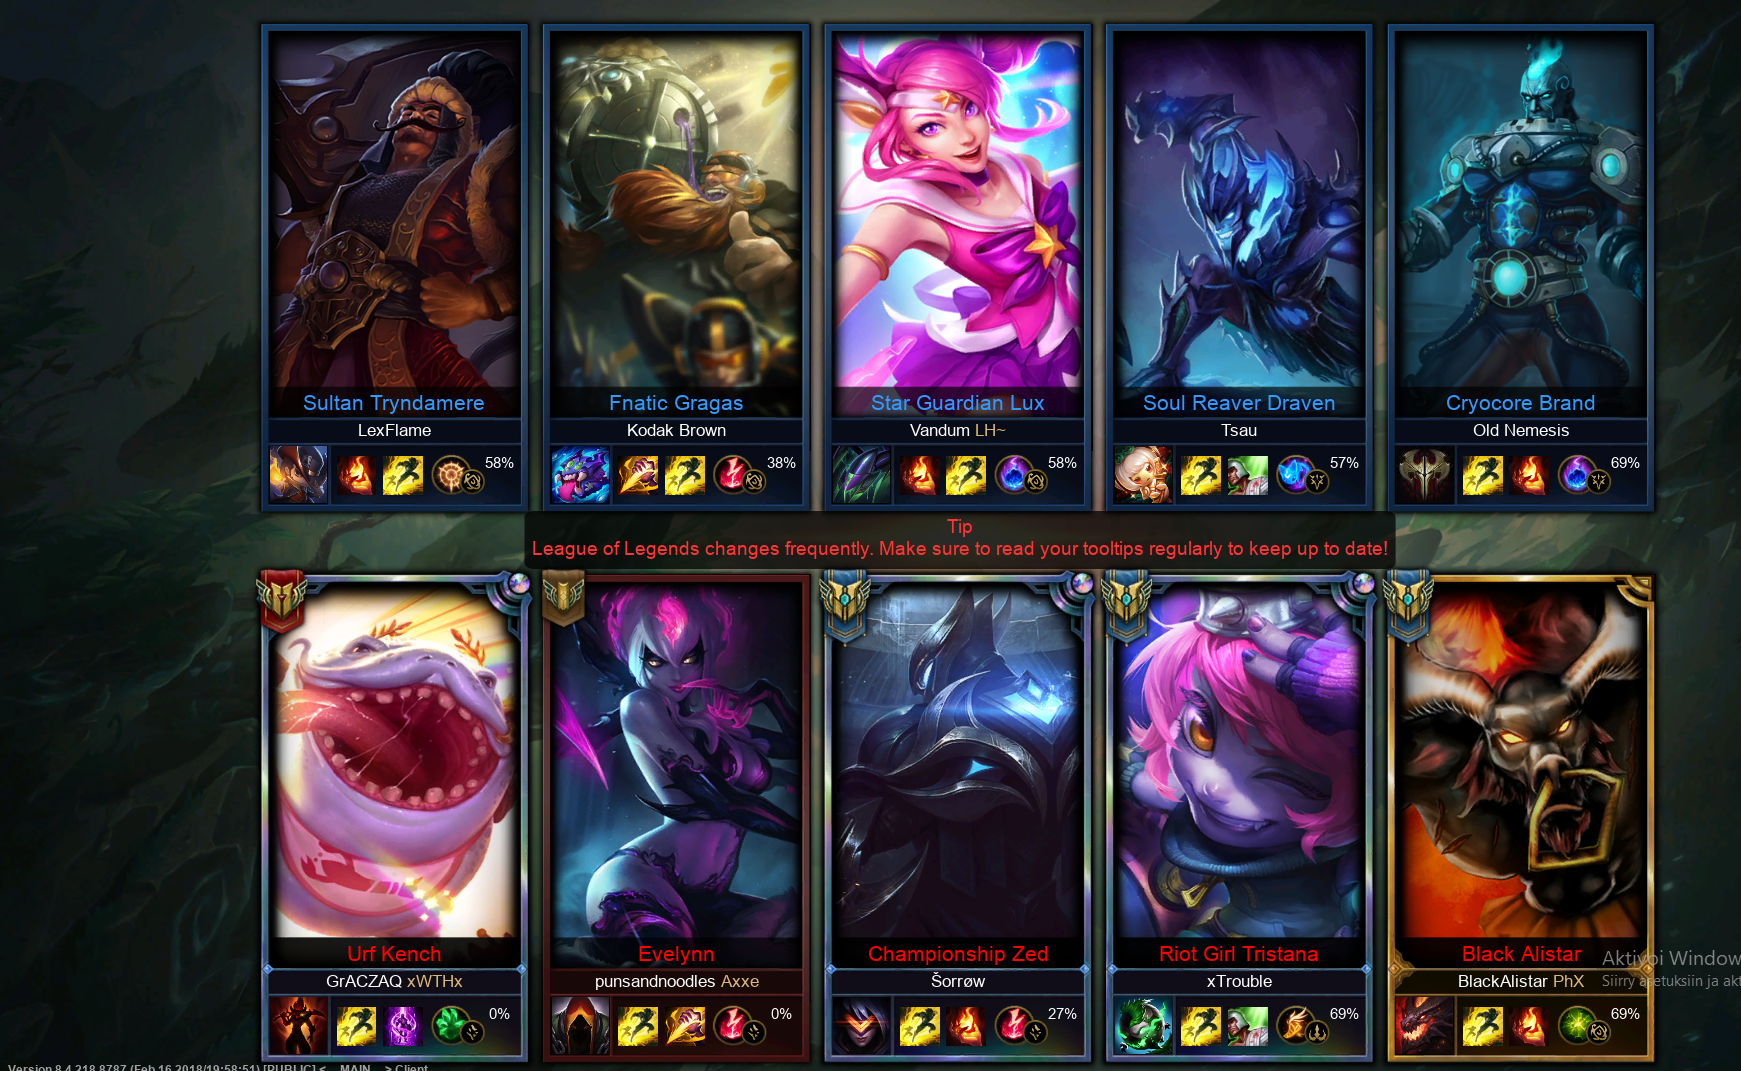 Sultan Tryndamere
LexFlame
58%
Fnatic Gragas
Kodak Brown
38%
Star Guardian Lux
Vandum LH~
58%
Soul Reaver Draven
Tsau
57%
Cryocore Brand
Old Nemesis
69%
Tip
League of Legends changes frequently. Make sure to read your tooltips regularly to keep up to date!
Urf Kench
GrACZAQ xWTHx
0%
Evelynn
punsandnoodles Axxe
0%
Championship Zed
Šorrøw
27%
Riot Girl Tristana
xTrouble
69%
Black Alistar
BlackAlistar PhX
69%
Aktivoi Window
Siirry asetuksiin ja akt
Version 8.4.218.8787 (Feb 16 2018/19:58:51) [PUBLIC] <__MAIN__> Client